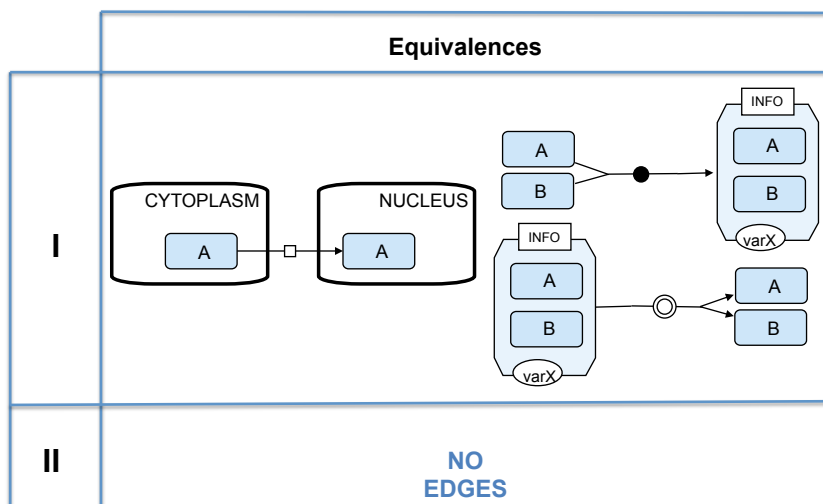 Equivalences
I
CYTOPLASM
A
NUCLEUS
A
A
B
INFO
A
B
varX
INFO
A
B
varX
A
B
II
NO
EDGES